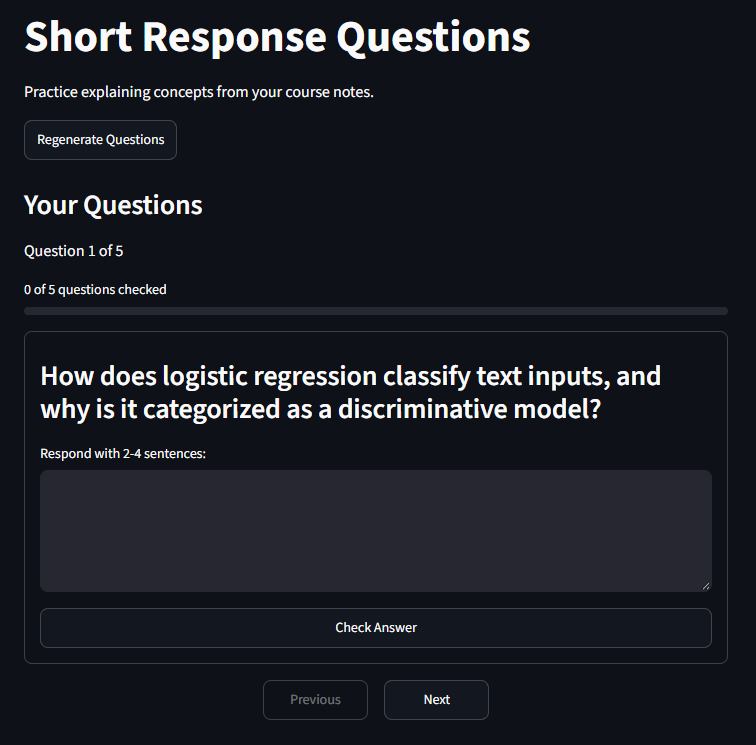 Short Response Questions
Practice explaining concepts from your course notes.
Regenerate Questions
Your Questions
Question 1 of 5
0 of 5 questions checked
How does logistic regression classify text inputs, and
why is it categorized as a discriminative model?
Respond with 2-4 sentences:
Check Answer
Previous
Next